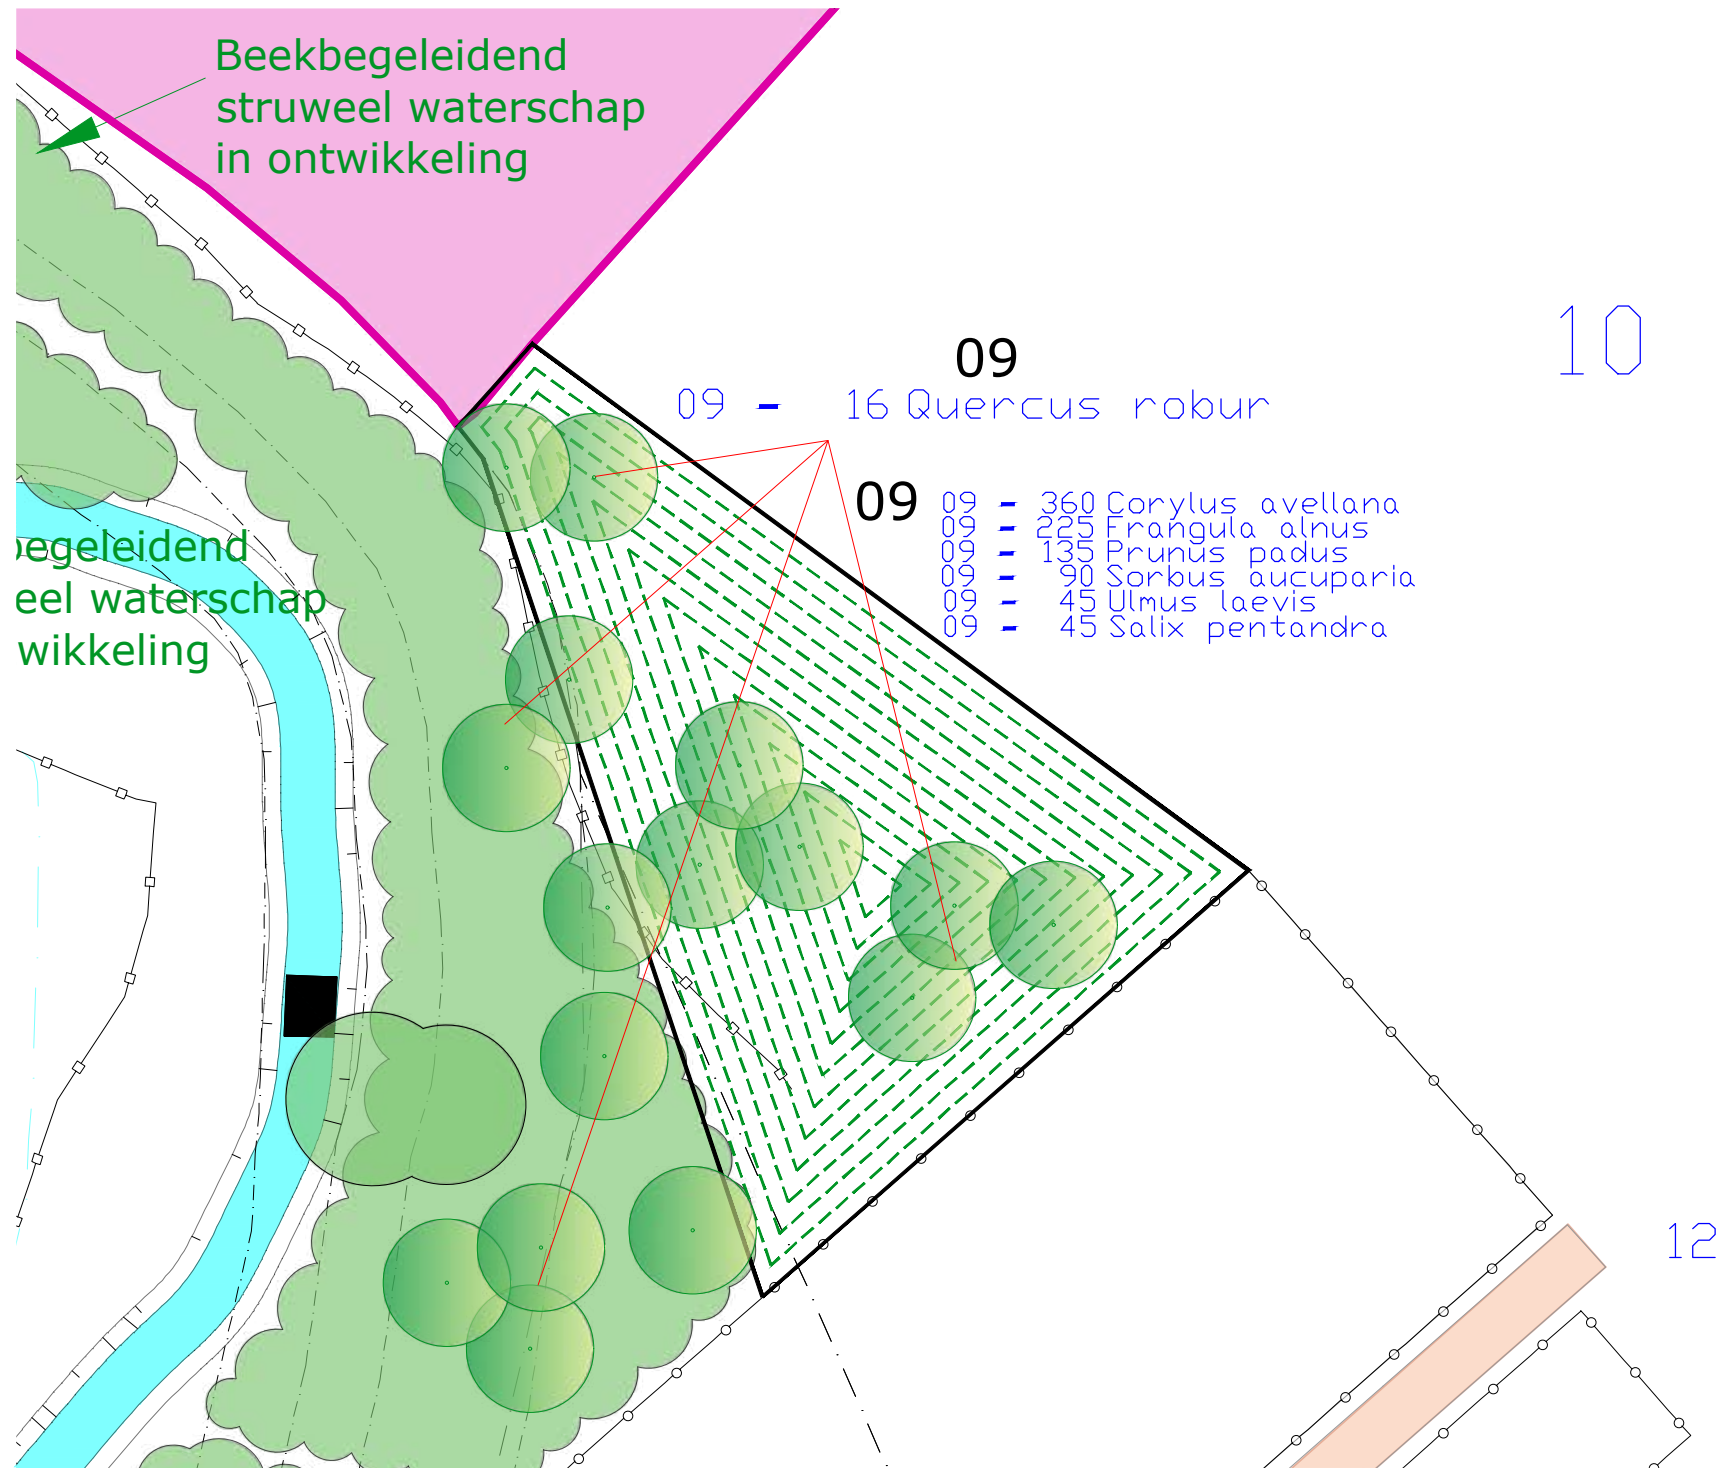 Beekbegeleidend
struweel waterschap
in ontwikkeling
10
09
09 - 16 Quercus robur
09
09 - 360 Corylus avellana
09 - 225 Frangula alnus
09 - 135 Prunus padus
09 - 90 Sorbus aucuparia
09 - 45 Ulmus laevis
09 - 45 Salix pentandra
begeleidend
eel waterschap
wikkeling
12